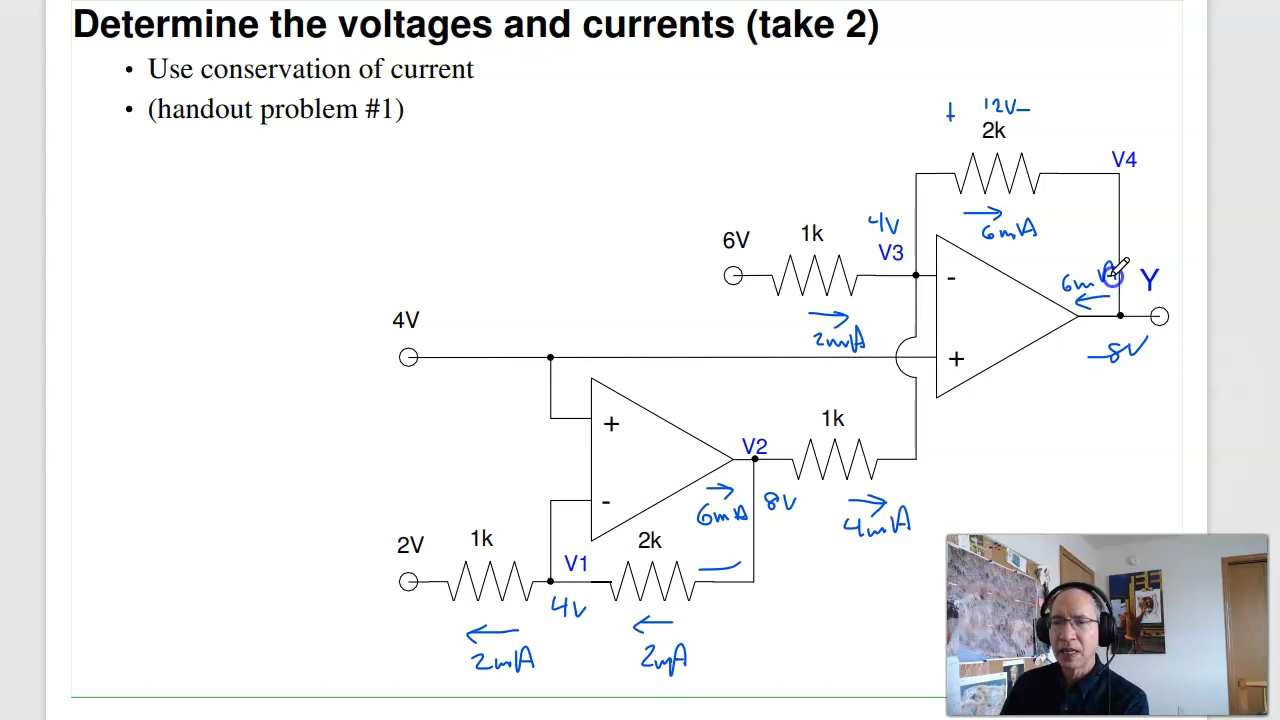 Determine the voltages and currents (take 2)
• Use conservation of current
• (handout problem #1)
+ 12V –
2k
V4
4V
6V
1k
V3
6mA
-
6mA
Y
4V
2mA
+
-8V
1k
+
V2
-
6mA
8V
4mA
2V
1k
2k
V1
4V
2mA
2mA